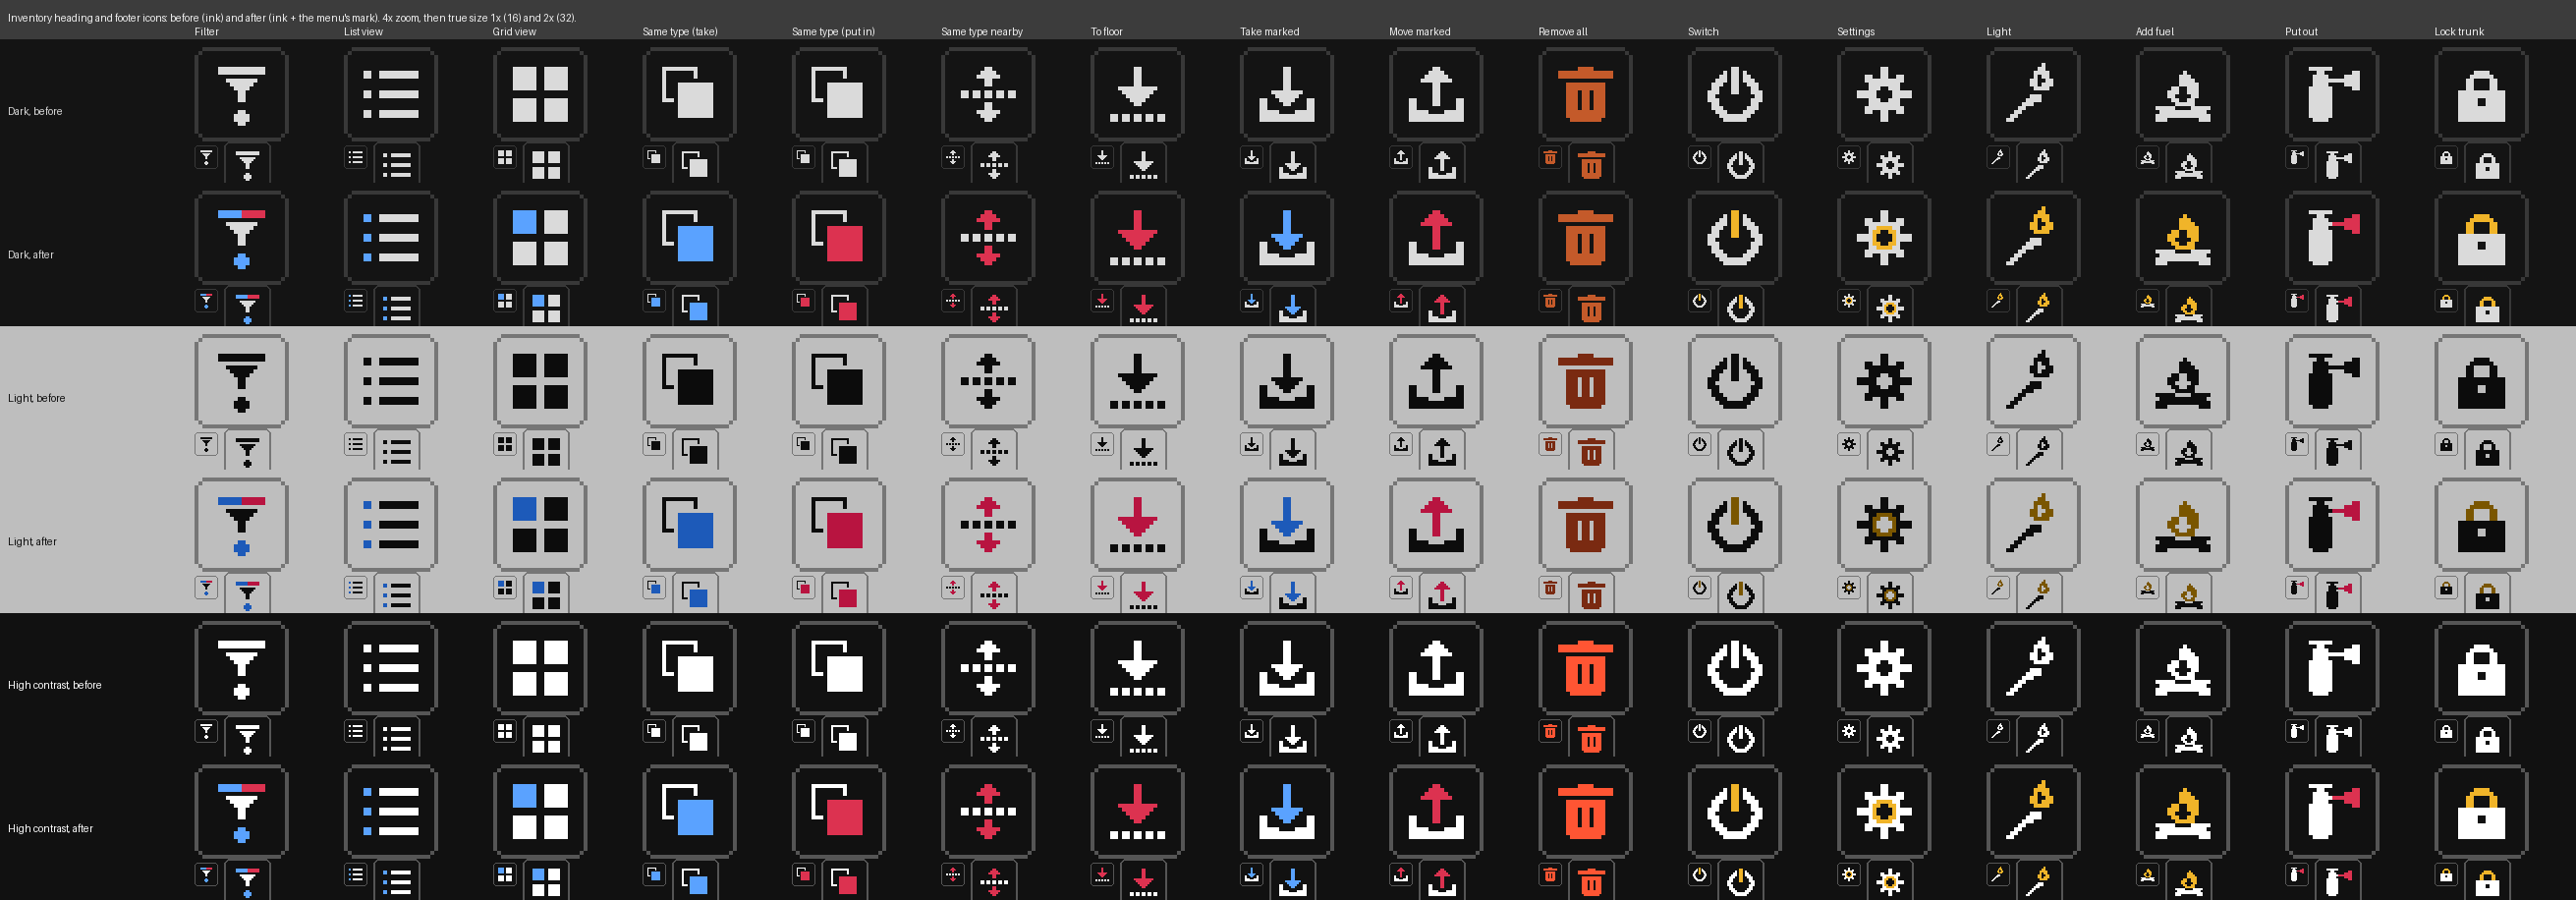 Inventory heading and footer icons: before (ink) and after (ink + the menu's mark). 4x zoom, then true size 1x (16) and 2x (32).
Filter List view Grid view Same type (take) Same type (put in) Same type nearby To floor Take marked Move marked Remove all Switch Settings Light Add fuel Put out Lock trunk
Dark, before
Dark, after
Light, before
Light, after
High contrast, before
High contrast, after